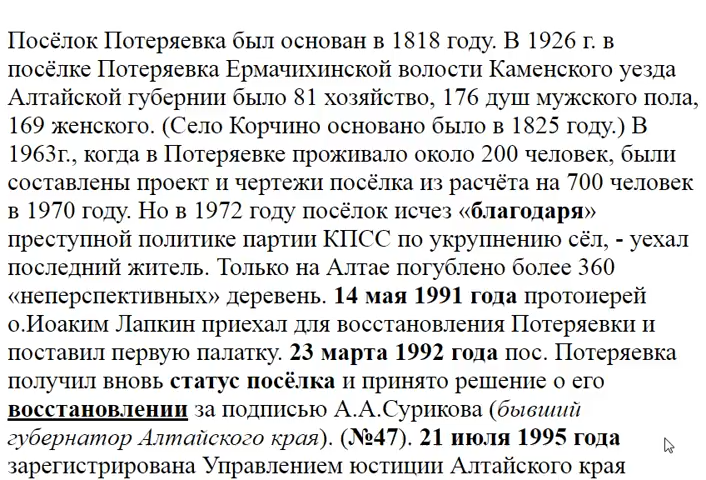 Посёлок Потеряевка был основан в 1818 году. В 1926 г. в
посёлке Потеряевка Ермачихинской волости Каменского уезда
Алтайской губернии было 81 хозяйство, 176 душ мужского пола,
169 женского. (Село Корчино основано было в 1825 году.) В
1963г., когда в Потеряевке проживало около 200 человек, были
составлены проект и чертежи посёлка из расчёта на 700 человек
в 1970 году. Но в 1972 году посёлок исчез «благодаря»
преступной политике партии КПСС по укрупнению сёл, - уехал
последний житель. Только на Алтае погублено более 360
«неперспективных» деревень. 14 мая 1991 года протоиерей
о.Иоаким Лапкин приехал для восстановления Потеряевки и
поставил первую палатку. 23 марта 1992 года пос. Потеряевка
получил вновь статус посёлка и принято решение о его
восстановлении за подписью А.А.Сурикова (бывший
губернатор Алтайского края). (№47). 21 июля 1995 года
зарегистрирована Управлением юстиции Алтайского края